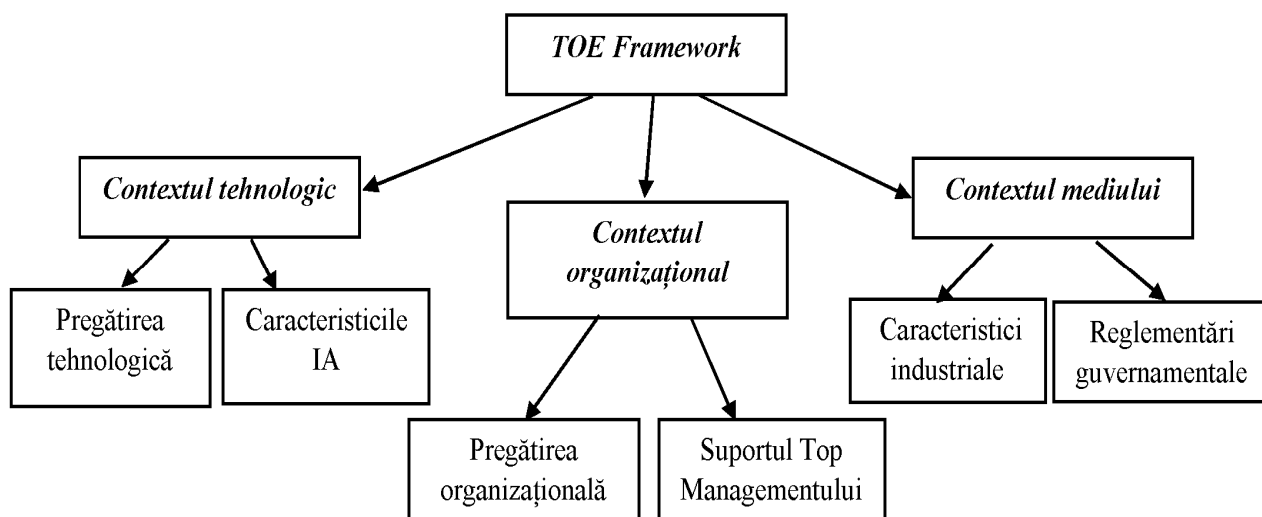 TOE Framework
Contextul tehnologic
Contextul
organizațional
Contextul mediului
Pregătirea
tehnologică
Caracteristicile
IA
Caracteristici
industriale
Reglementări
guvernamentale
Pregătirea
organizațională
Suportul Top
Managementului